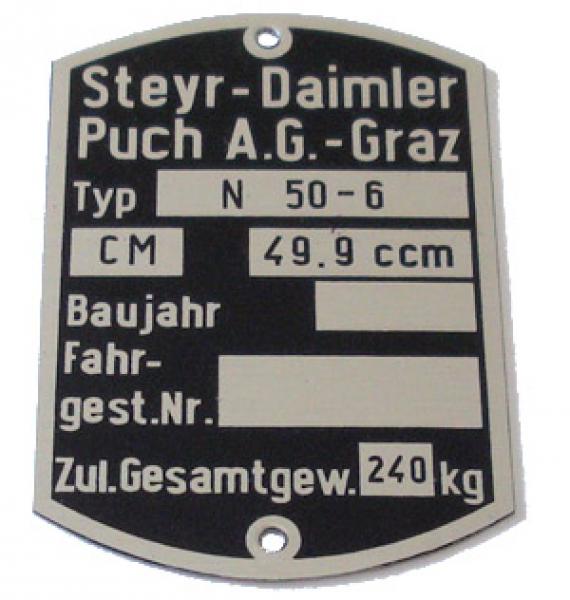 Steyr-Daimler
Puch A.G.-Graz
Typ N 50-6
CM 49.9 ccm
Baujahr
Fahr-
gest.Nr.
Zul.Gesamtgew. 240 kg